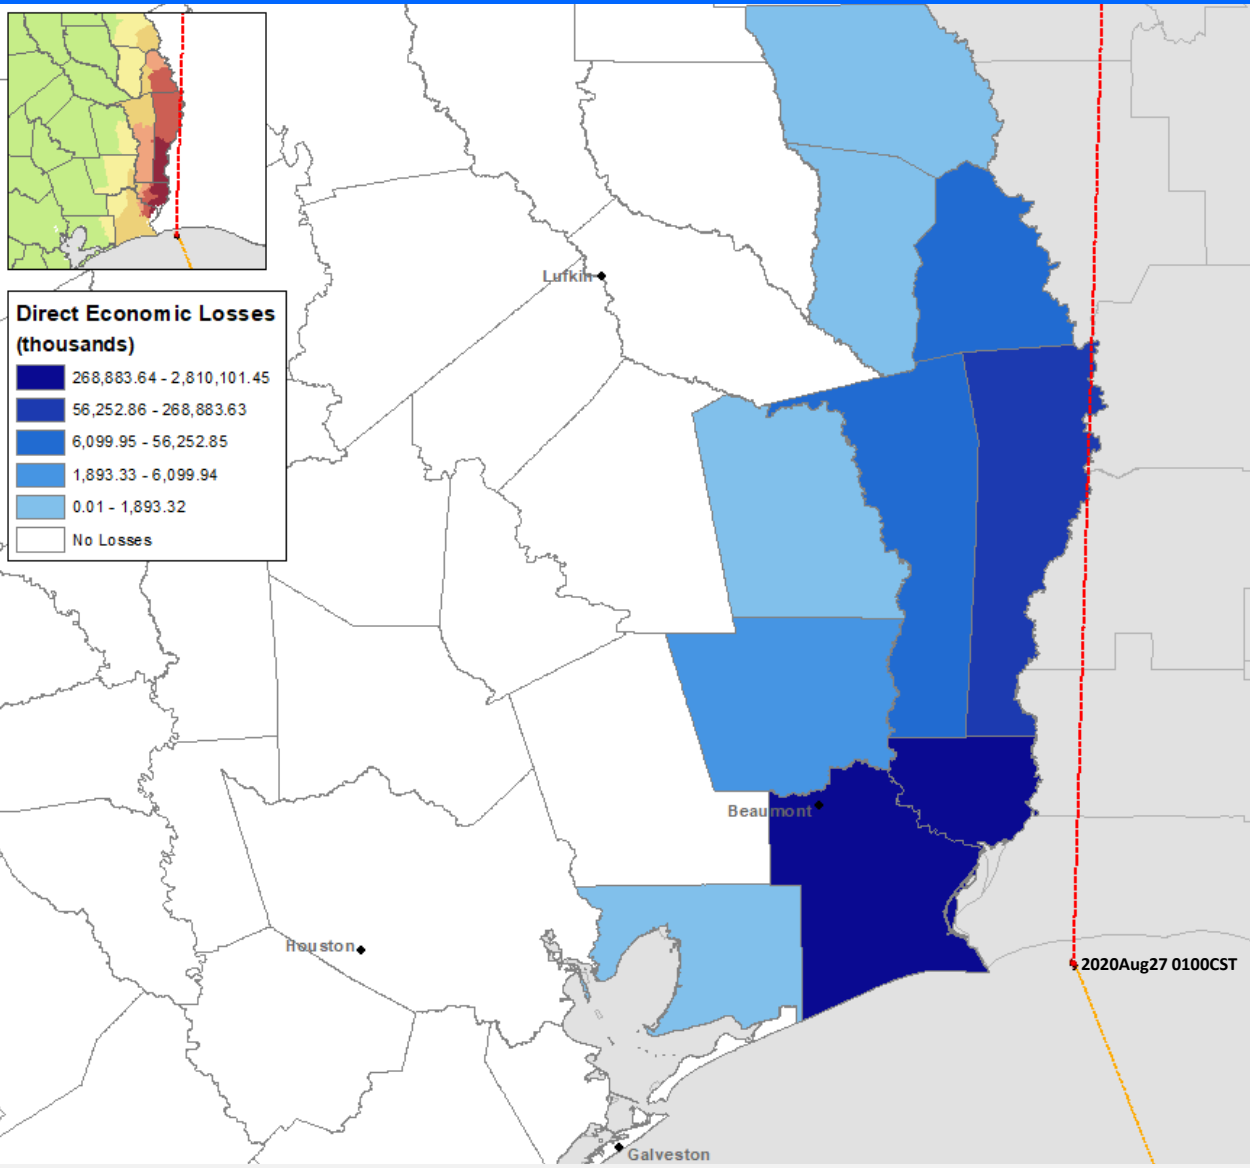 Direct Economic Losses
(thousands)
268,883.64 - 2,810,101.45
56,252.86 - 268,883.63
6,099.95 - 56,252.85
1,893.33 - 6,099.94
0.01 - 1,893.32
No Losses
Lufkin
Beaumont
Houston
2020Aug27 0100CST
Galveston